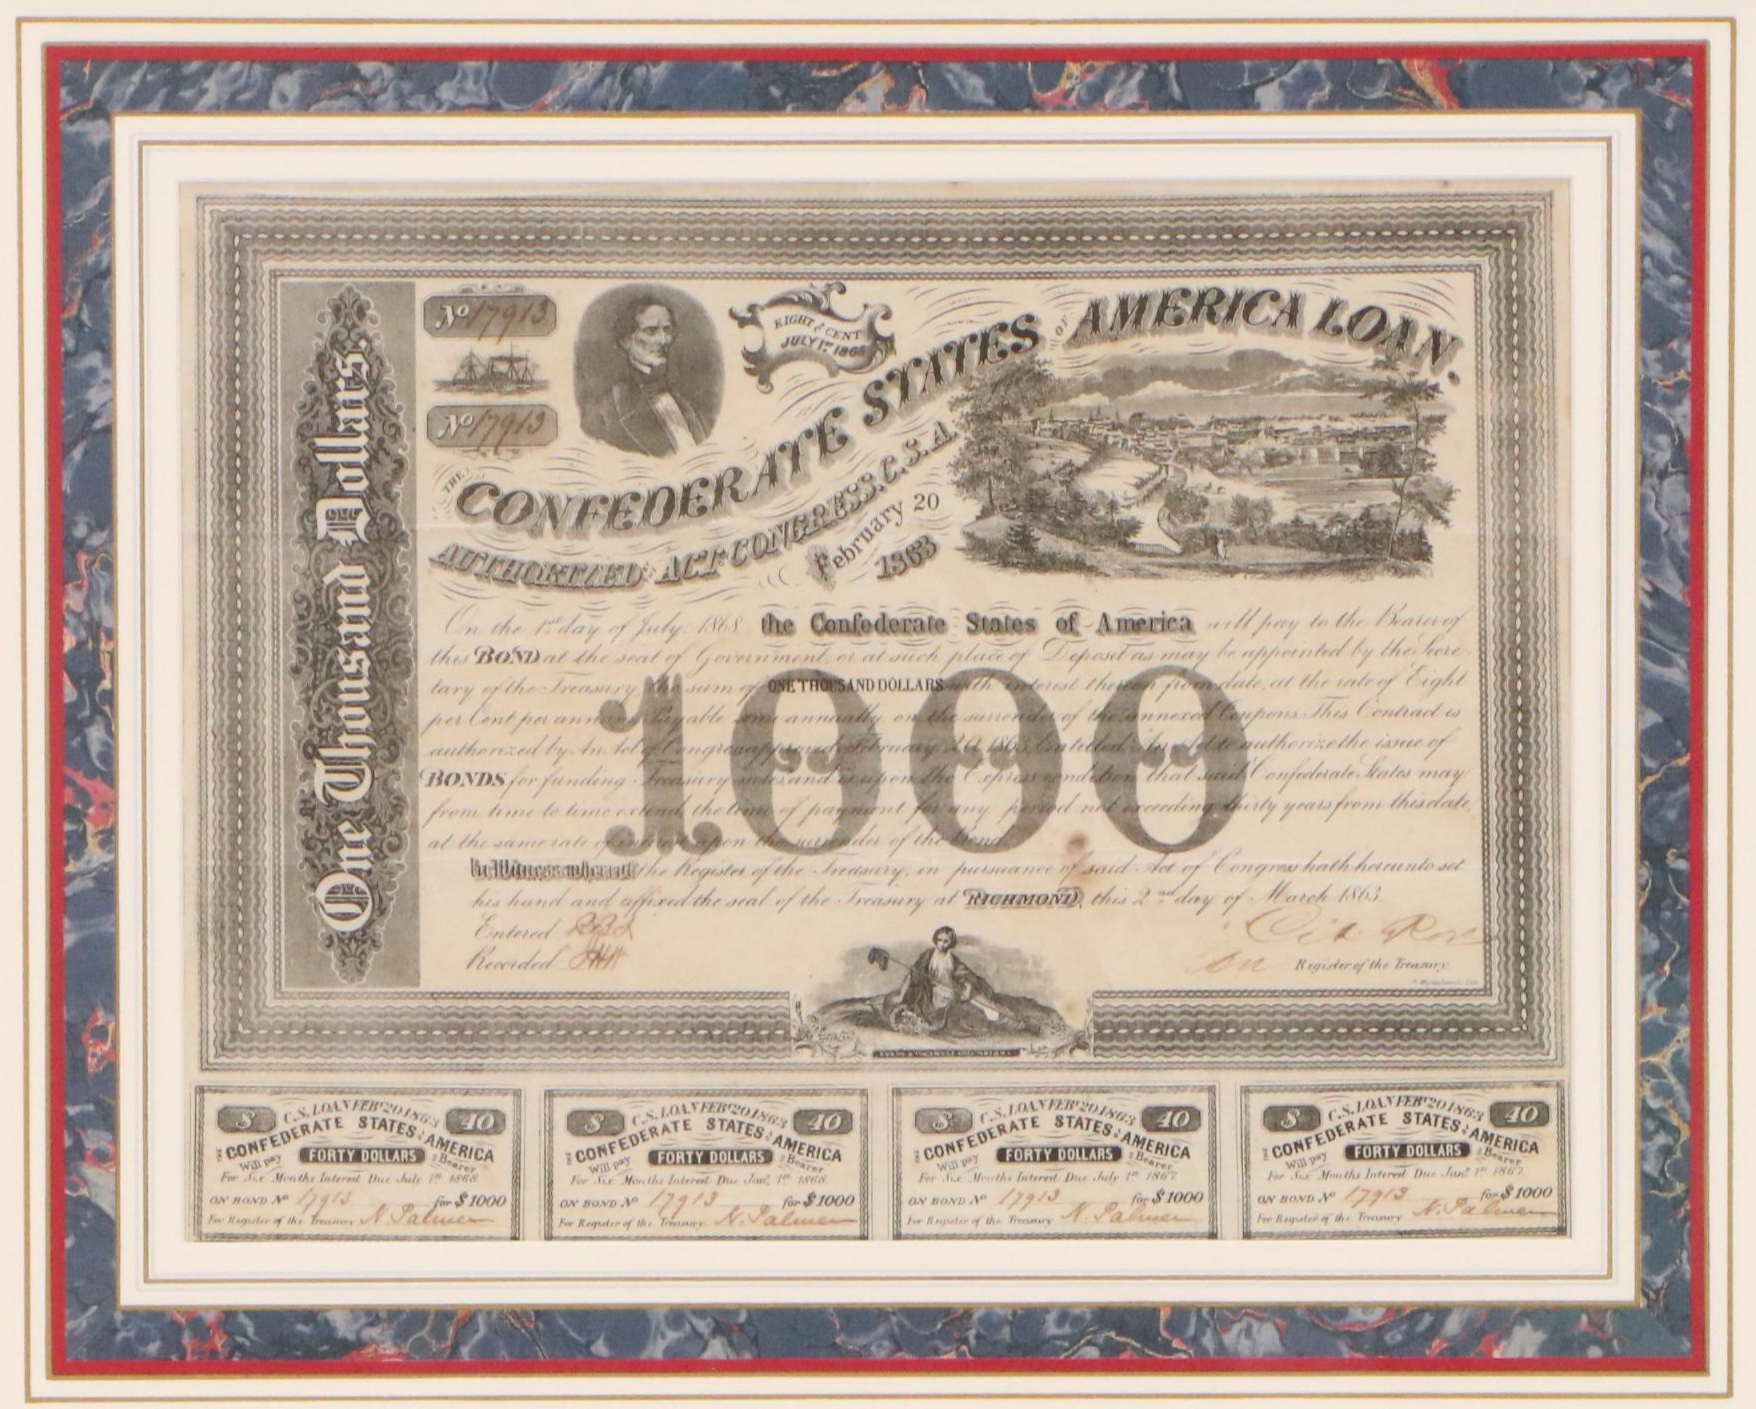 One Thousand Dollars.
No 17913
No 17913
EIGHT ₱ CENT
JULY 1st 1868
THE CONFEDERATE STATES OF AMERICA LOAN.
AUTHORIZED BY ACT OF CONGRESS, C.S.A.
February 20
1863
On the 1st day of July, 1868 the Confederate States of America will pay to the Bearer of
this BOND at the seat of Government, or at such place of Deposit as may be appointed by the Secre-
tary of the Treasury, the sum of ONE THOUSAND DOLLARS with interest thereon from date, at the rate of Eight
per Cent per annum Payable semi annually on the surrender of the annexed Coupons. This Contract is
authorized by An Act of Congress approved February 20, 1863, Entitled An Act to authorize the issue of
BONDS for funding Treasury notes and is upon the Express condition that said Confederate States may
from time to time extend the time of payment for any period not exceeding thirty years from this date,
at the same rate of interest upon the surrender of the Bond.
1000
In Witness whereof the Register of the Treasury, in pursuance of said Act of Congress hath hereunto set
his hand and affixed the seal of the Treasury at RICHMOND, this 2nd day of March 1863.
Entered
Recorded
Register of the Treasury
8 C.S. LOAN FEBy 20 1863 40
THE CONFEDERATE STATES OF AMERICA
Will pay FORTY DOLLARS to Bearer
For Six Months Interest Due July 1st 1868
ON BOND No 17913 for $1000
For Register of the Treasury N. Palmer
8 C.S. LOAN FEBy 20 1863 40
THE CONFEDERATE STATES OF AMERICA
Will pay FORTY DOLLARS to Bearer
For Six Months Interest Due Jany 1st 1868
ON BOND No 17913 for $1000
For Register of the Treasury N. Palmer
8 C.S. LOAN FEBy 20 1863 40
THE CONFEDERATE STATES OF AMERICA
Will pay FORTY DOLLARS to Bearer
For Six Months Interest Due July 1st 1867
ON BOND No 17913 for $1000
For Register of the Treasury N. Palmer
8 C.S. LOAN FEBy 20 1863 40
THE CONFEDERATE STATES OF AMERICA
Will pay FORTY DOLLARS to Bearer
For Six Months Interest Due Jany 1st 1867
ON BOND No 17913 for $1000
For Register of the Treasury N. Palmer